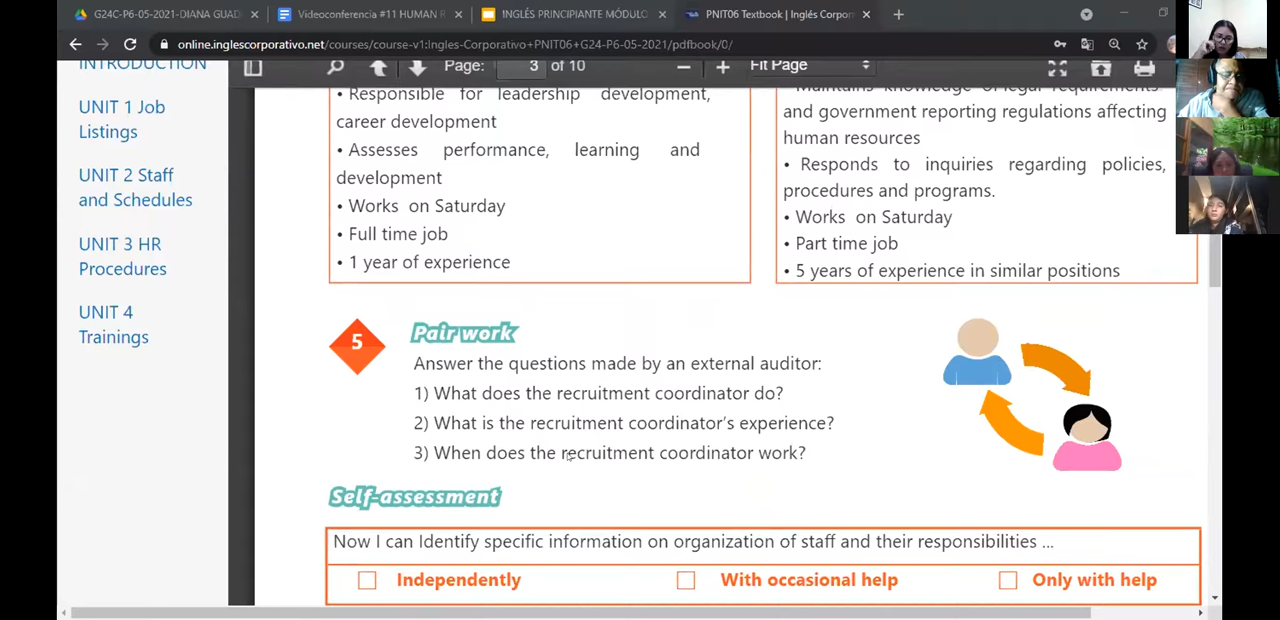 G24C-P6-05-2021-DIANA GUAD
Videoconferencia #11 HUMAN R
INGLÉS PRINCIPIANTE MÓDULO
PNIT06 Textbook | Inglés Corpor
online.inglescorporativo.net/courses/course-v1:Ingles-Corporativo+PNIT06+G24-P6-05-2021/pdfbook/0/
INTRODUCTION
UNIT 1 Job
Listings
UNIT 2 Staff
and Schedules
UNIT 3 HR
Procedures
UNIT 4
Trainings
Page: 3 of 10
Fit Page
• Responsible for leadership development,
career development
• Assesses performance, learning and
development
• Works on Saturday
• Full time job
• 1 year of experience
• Maintains knowledge of legal requirements
and government reporting regulations affecting
human resources
• Responds to inquiries regarding policies,
procedures and programs.
• Works on Saturday
• Part time job
• 5 years of experience in similar positions
5
Pair work
Answer the questions made by an external auditor:
1) What does the recruitment coordinator do?
2) What is the recruitment coordinator's experience?
3) When does the recruitment coordinator work?
Self-assessment
Now I can Identify specific information on organization of staff and their responsibilities ...
Independently
With occasional help
Only with help